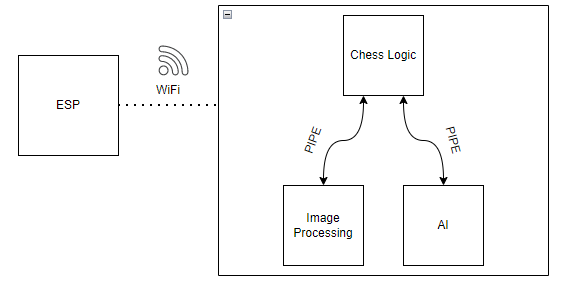 Chess Logic
ESP
WiFi
PIPE
PIPE
Image
Processing
AI